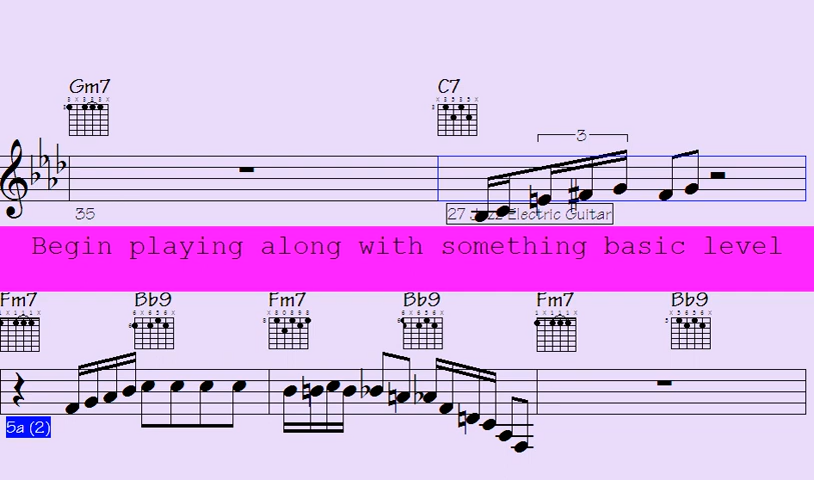 Gm7 C7
3
35 27 Jazz Electric Guitar
Begin playing along with something basic level
Fm7 Bb9 Fm7 Bb9 Fm7 Bb9
5a (2)